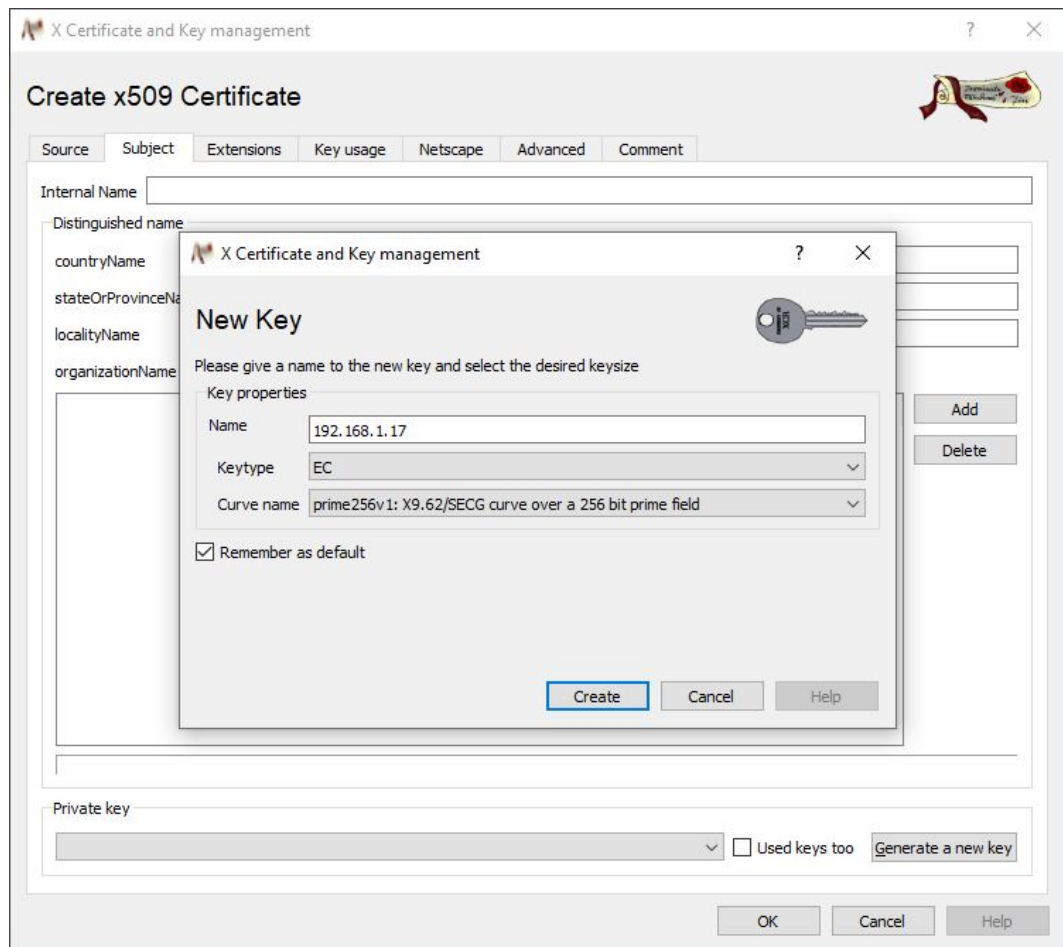 X Certificate and Key management
Create x509 Certificate
Source Subject Extensions Key usage Netscape Advanced Comment
Internal Name
Distinguished name
countryName
stateOrProvinceNa
localityName
organizationName
X Certificate and Key management
New Key
Please give a name to the new key and select the desired keysize
Key properties
Name 192.168.1.17
Keytype EC
Curve name prime256v1: X9.62/SECG curve over a 256 bit prime field
Remember as default
Create Cancel Help
Add
Delete
Private key
Used keys too Generate a new key
OK Cancel Help